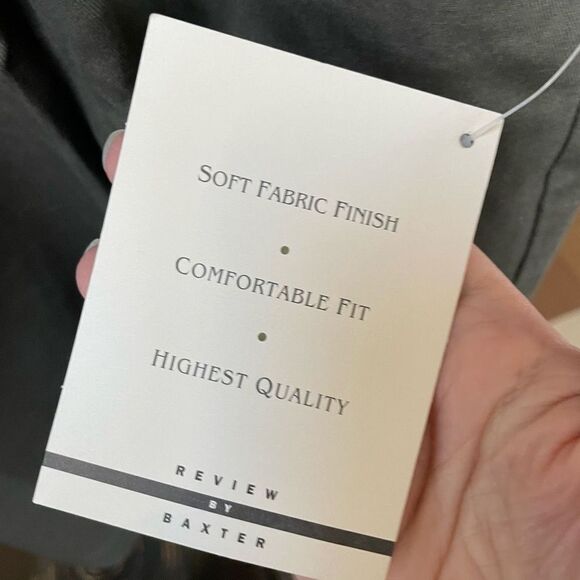 SOFT FABRIC FINISH
COMFORTABLE FIT
HIGHEST QUALITY
REVIEW
BY
BAXTER